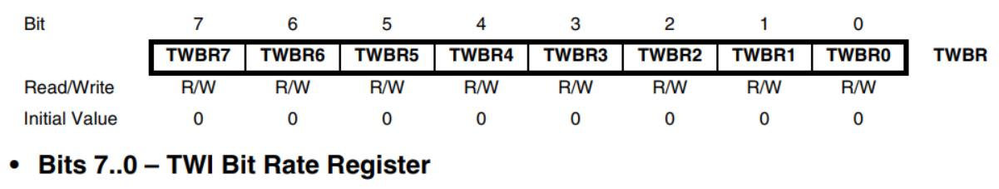 Bit 7 6 5 4 3 2 1 0
TWBR7 TWBR6 TWBR5 TWBR4 TWBR3 TWBR2 TWBR1 TWBR0 TWBR
Read/Write R/W R/W R/W R/W R/W R/W R/W R/W
Initial Value 0 0 0 0 0 0 0 0
• Bits 7..0 – TWI Bit Rate Register